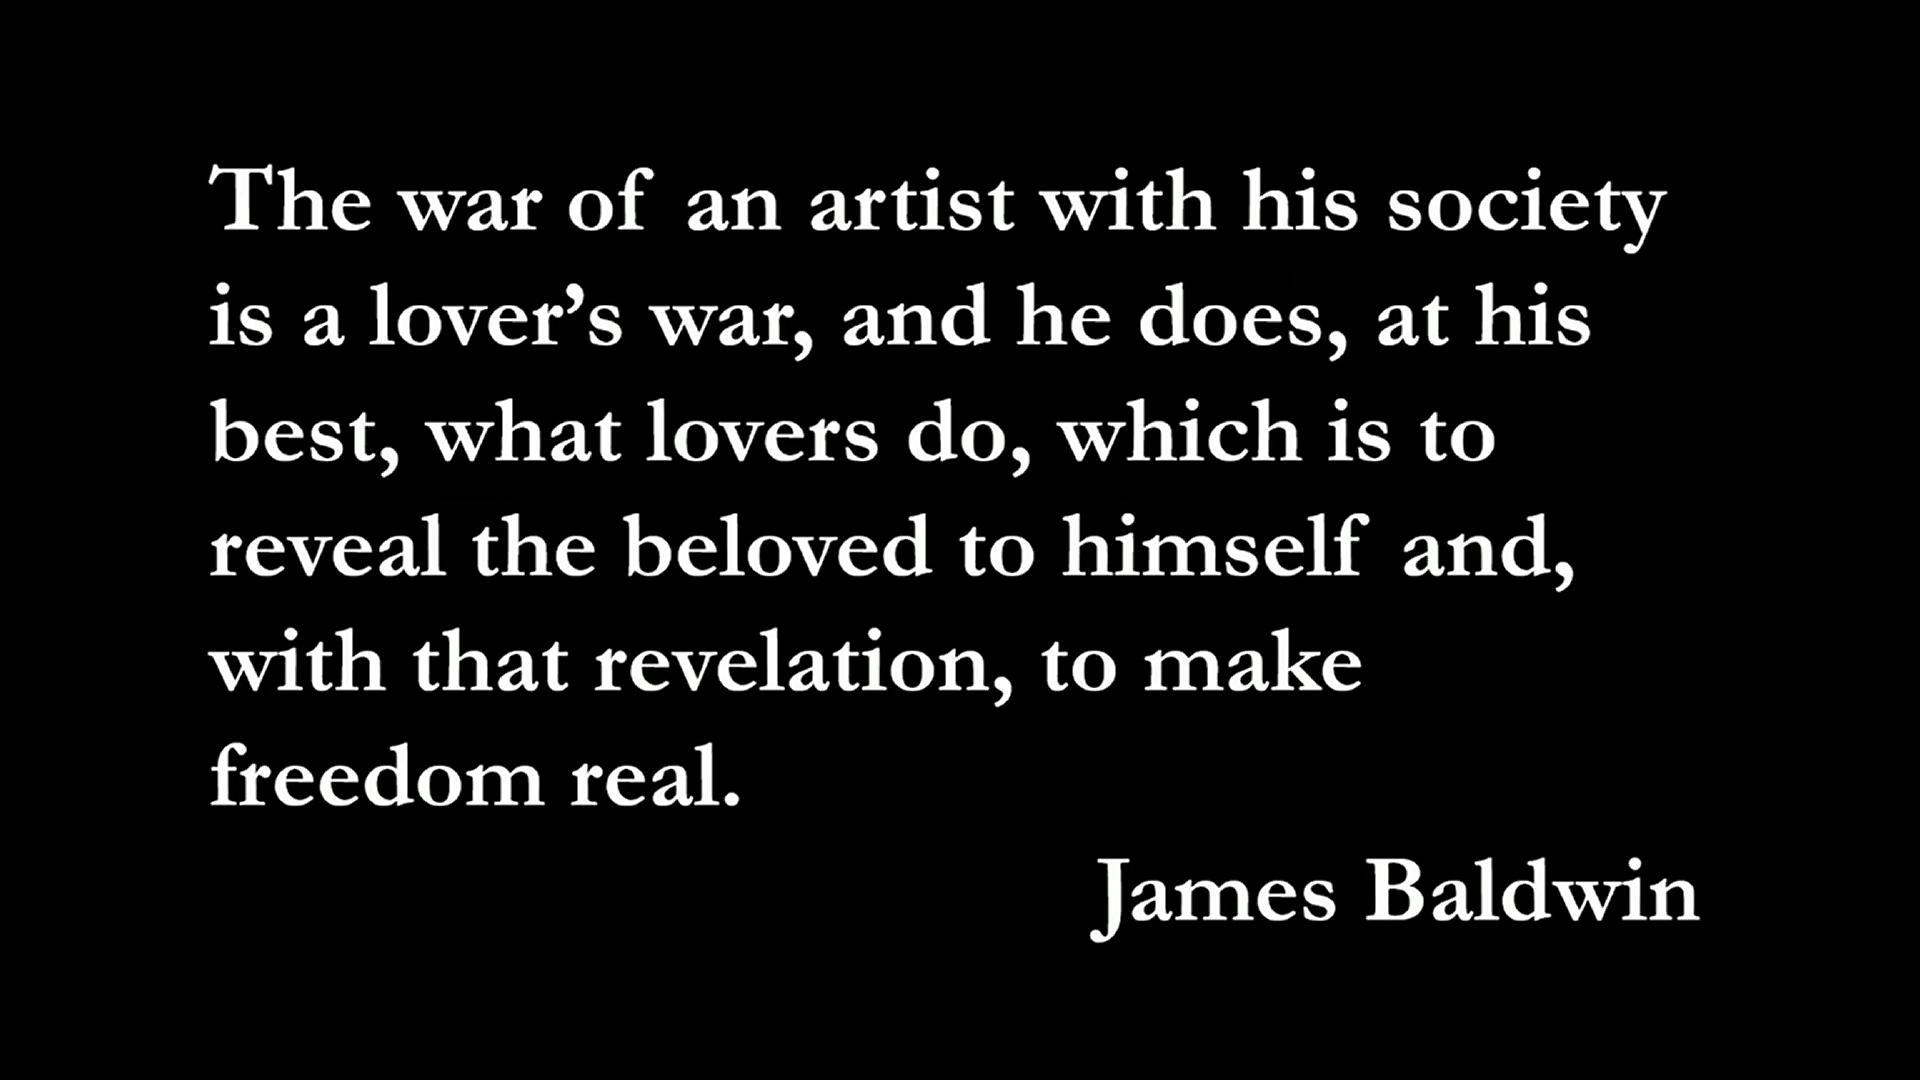 The war of an artist with his society
is a lover’s war, and he does, at his
best, what lovers do, which is to
reveal the beloved to himself and,
with that revelation, to make
freedom real.
James Baldwin